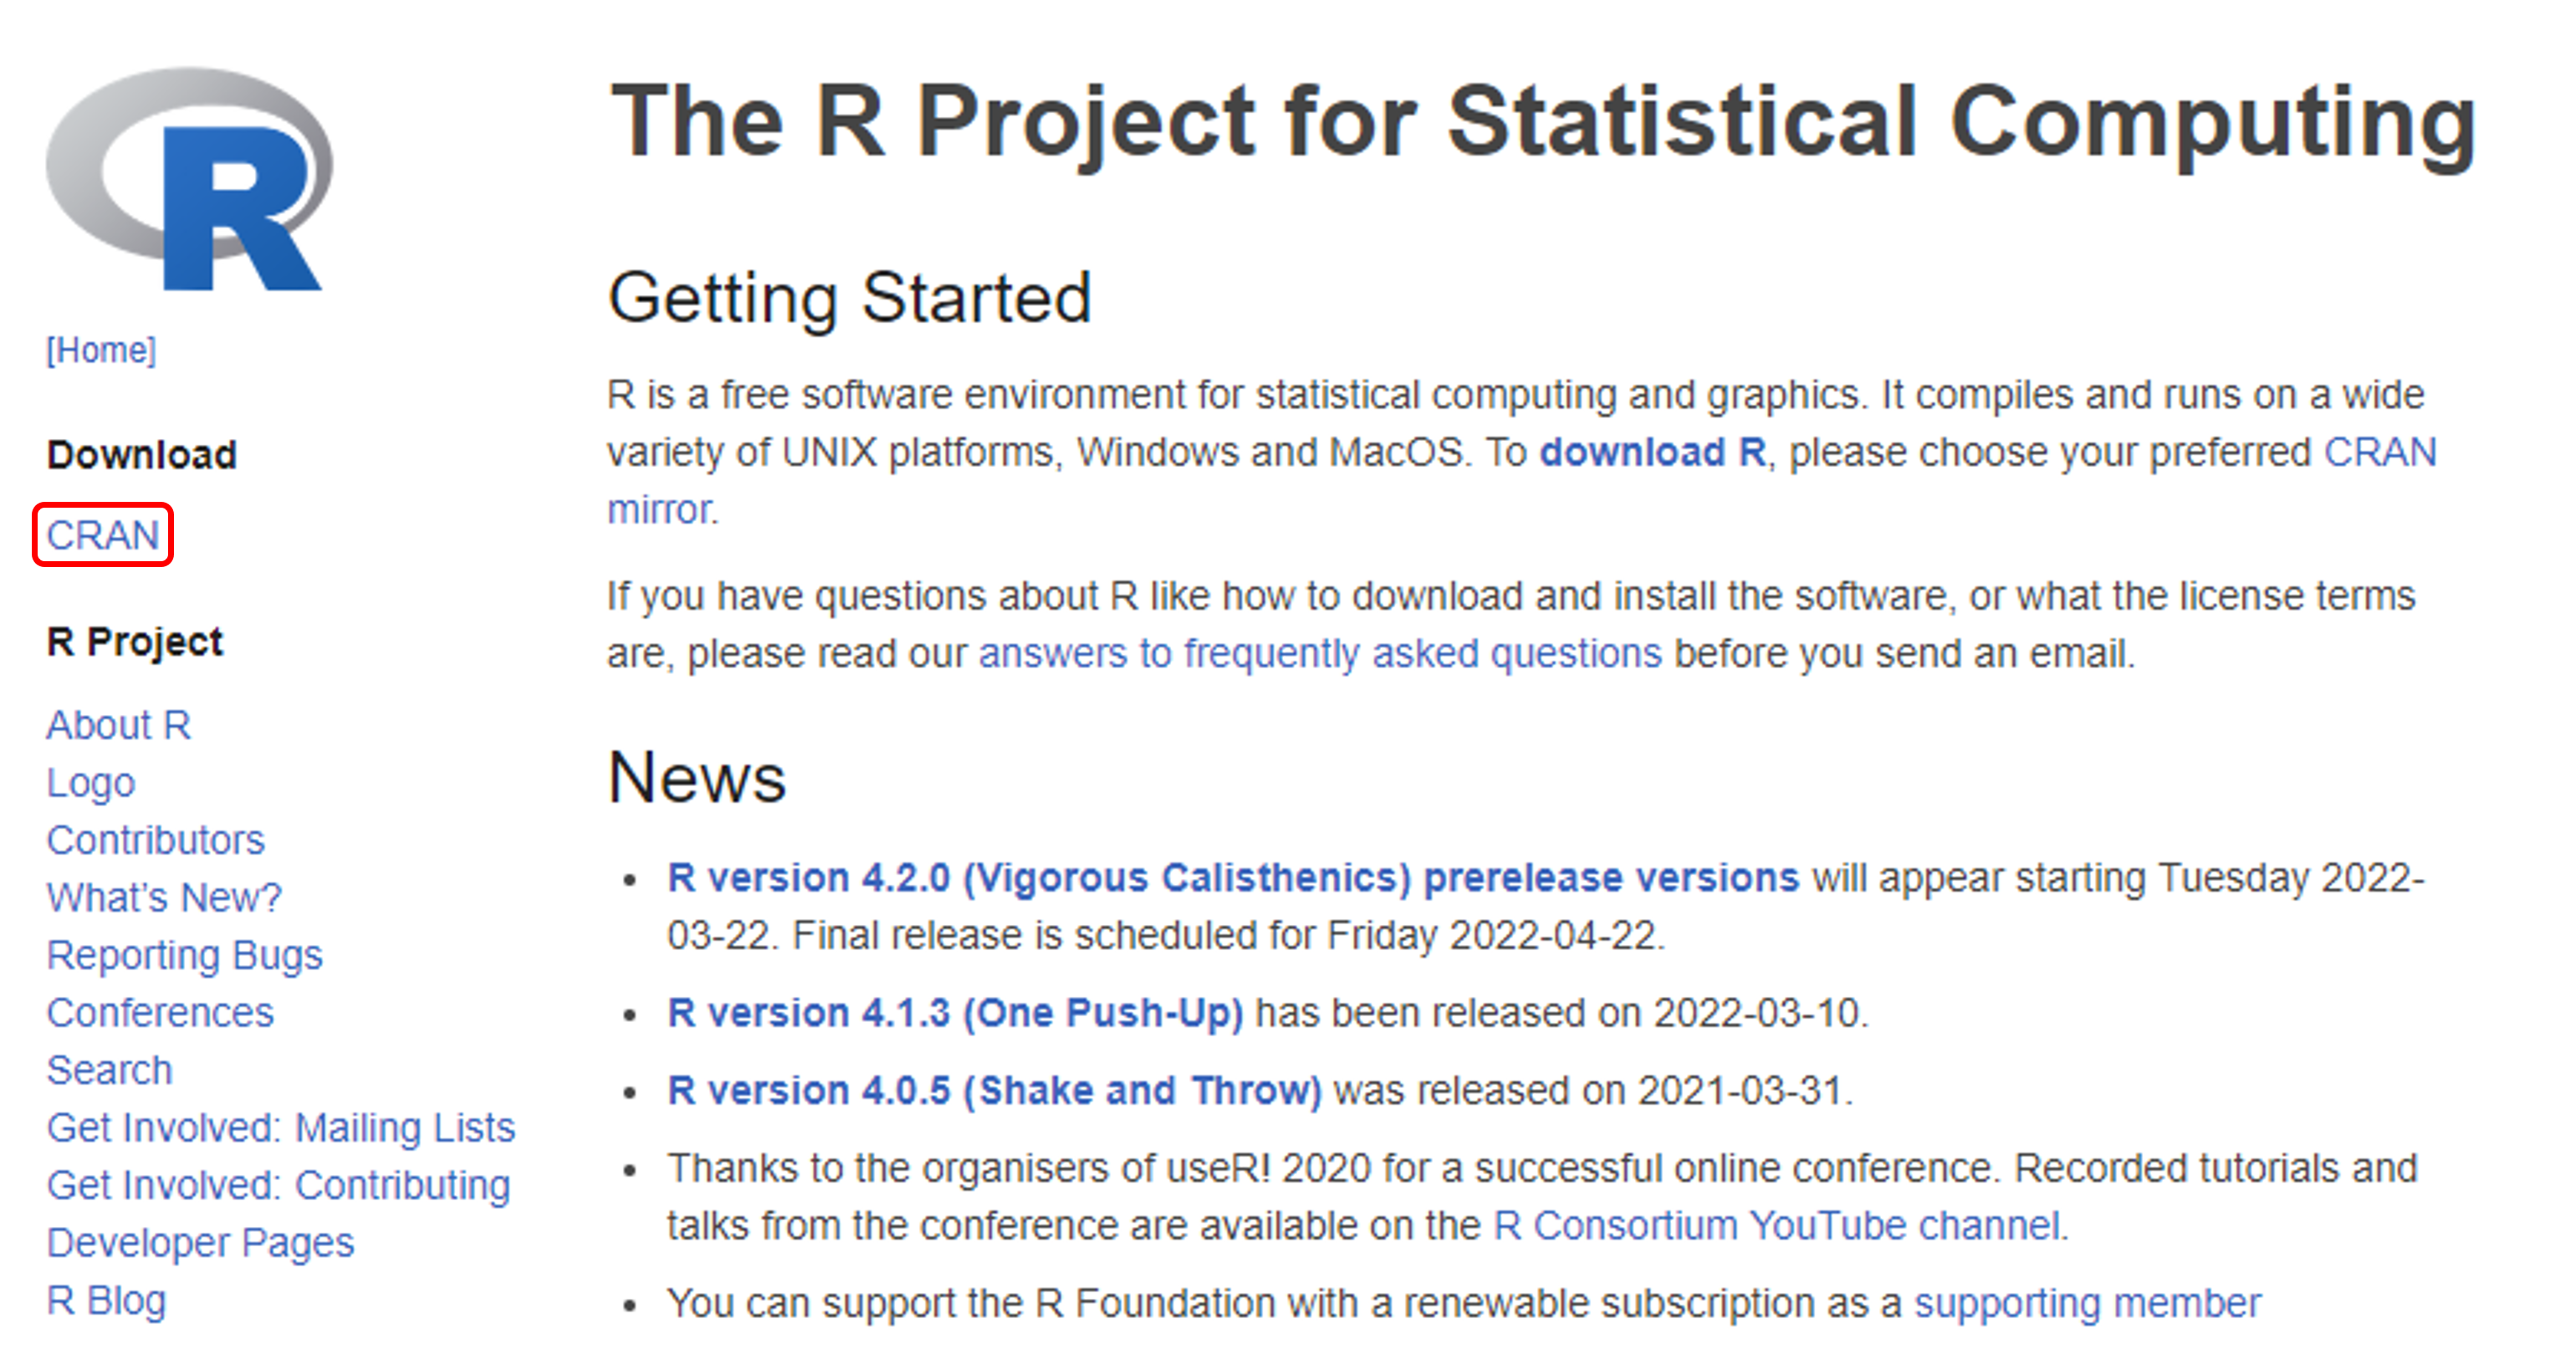 R
[Home]
Download
CRAN
R Project
About R
Logo
Contributors
What's New?
Reporting Bugs
Conferences
Search
Get Involved: Mailing Lists
Get Involved: Contributing
Developer Pages
R Blog
The R Project for Statistical Computing
Getting Started
R is a free software environment for statistical computing and graphics. It compiles and runs on a wide
variety of UNIX platforms, Windows and MacOS. To download R, please choose your preferred CRAN
mirror.
If you have questions about R like how to download and install the software, or what the license terms
are, please read our answers to frequently asked questions before you send an email.
News
• R version 4.2.0 (Vigorous Calisthenics) prerelease versions will appear starting Tuesday 2022-
03-22. Final release is scheduled for Friday 2022-04-22.
• R version 4.1.3 (One Push-Up) has been released on 2022-03-10.
• R version 4.0.5 (Shake and Throw) was released on 2021-03-31.
• Thanks to the organisers of useR! 2020 for a successful online conference. Recorded tutorials and
talks from the conference are available on the R Consortium YouTube channel.
• You can support the R Foundation with a renewable subscription as a supporting member